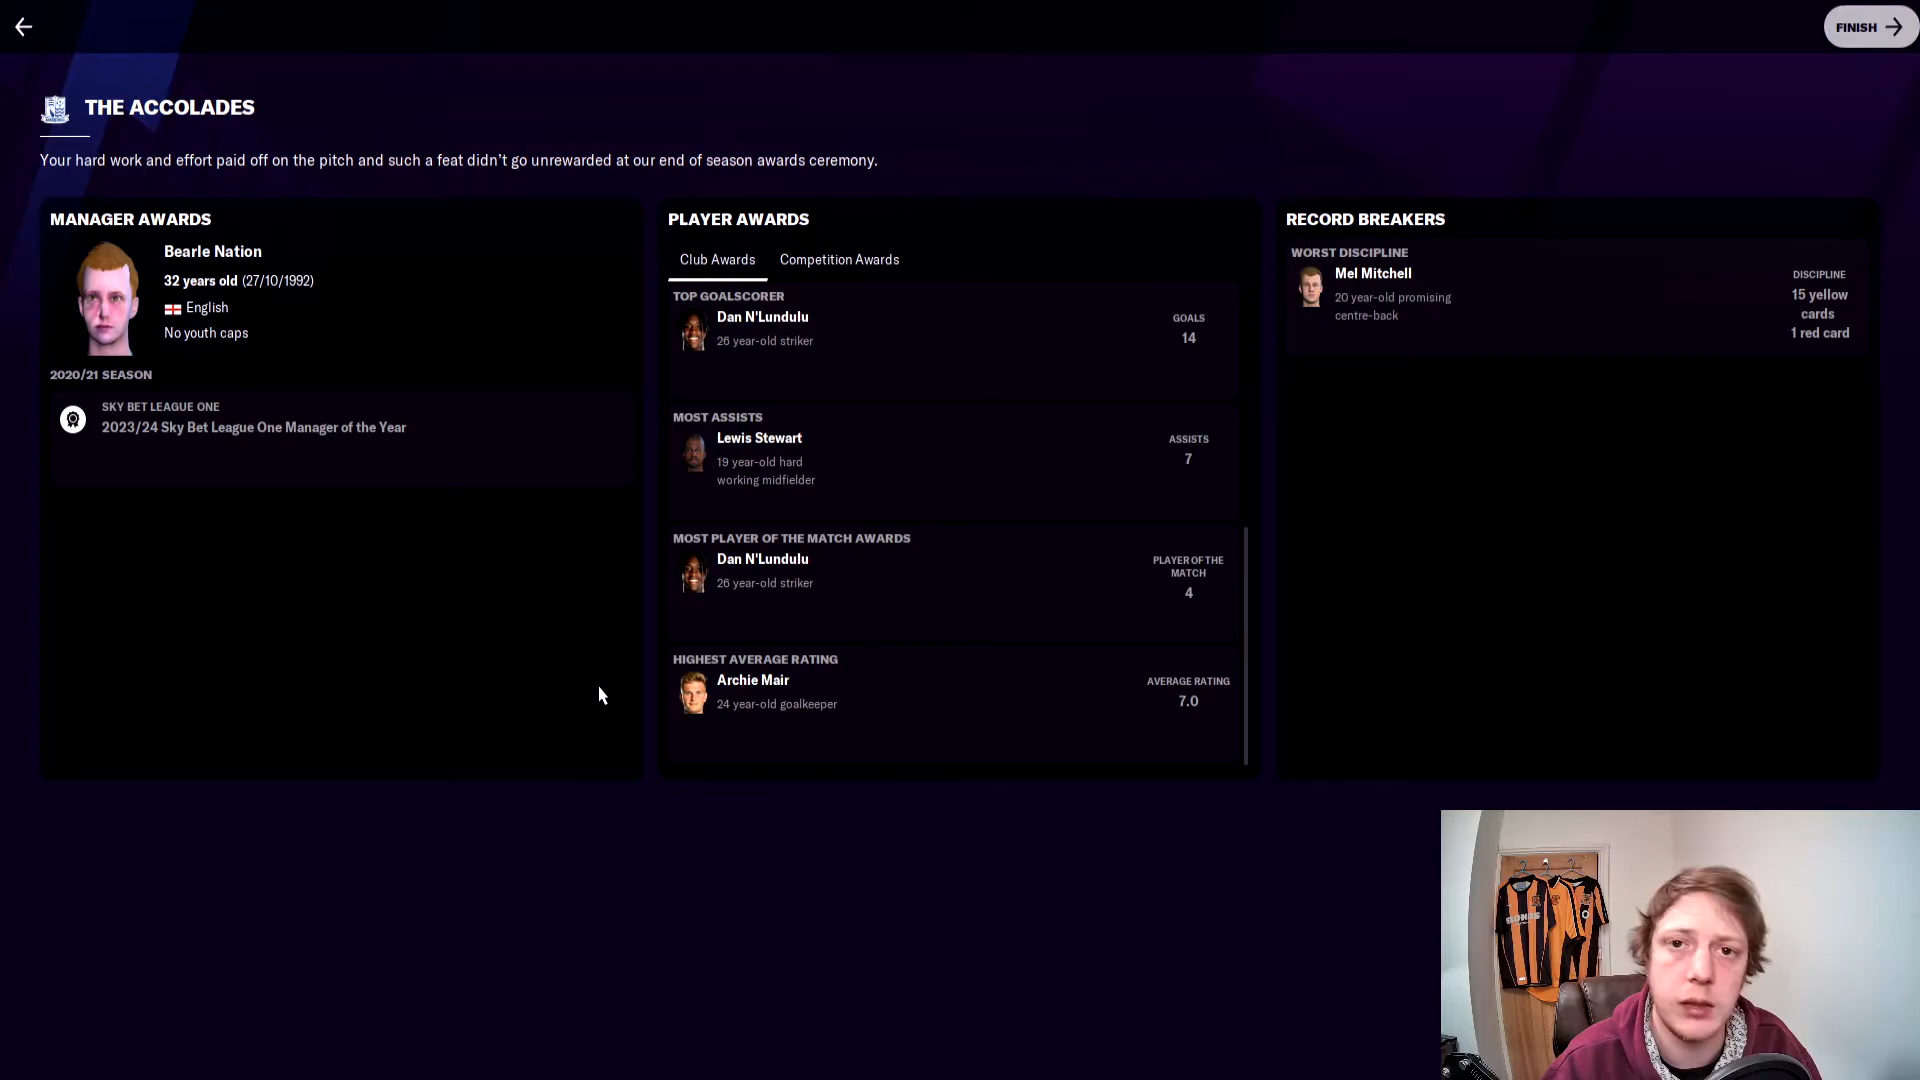 FINISH
THE ACCOLADES
Your hard work and effort paid off on the pitch and such a feat didn't go unrewarded at our end of season awards ceremony.
MANAGER AWARDS
Bearle Nation
32 years old (27/10/1992)
English
No youth caps
2020/21 SEASON
SKY BET LEAGUE ONE
2023/24 Sky Bet League One Manager of the Year
PLAYER AWARDS
Club Awards
Competition Awards
TOP GOALSCORER
Dan N'Lundulu
26 year-old striker
GOALS
14
MOST ASSISTS
Lewis Stewart
19 year-old hard
working midfielder
ASSISTS
7
MOST PLAYER OF THE MATCH AWARDS
Dan N'Lundulu
26 year-old striker
PLAYER OF THE
MATCH
4
HIGHEST AVERAGE RATING
Archie Mair
24 year-old goalkeeper
AVERAGE RATING
7.0
RECORD BREAKERS
WORST DISCIPLINE
Mel Mitchell
20 year-old promising
centre-back
DISCIPLINE
15 yellow
cards
1 red card